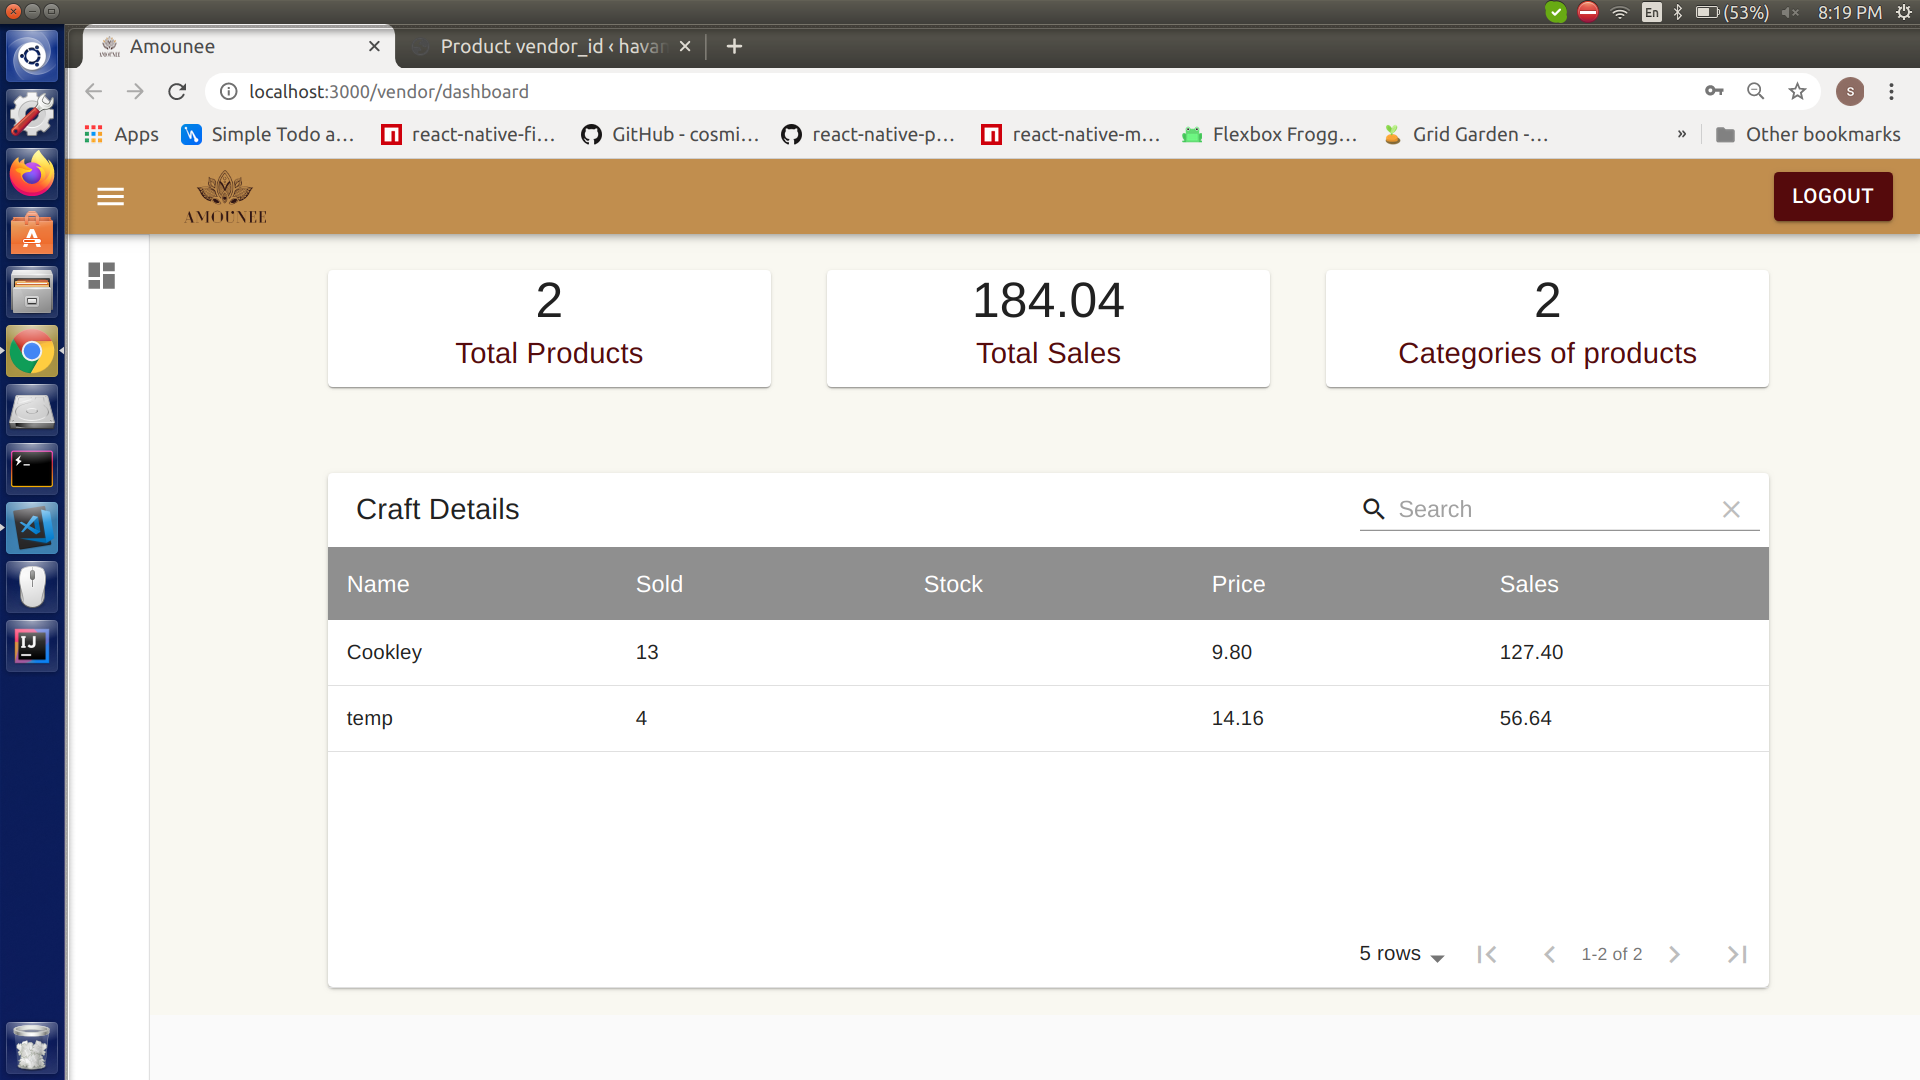 En (53%) 8:19 PM
Amounee Product vendor_id ‹ havan
localhost:3000/vendor/dashboard S
Apps Simple Todo a... react-native-fi... GitHub - cosmi... react-native-p... react-native-m... Flexbox Frogg... Grid Garden -... » Other bookmarks
AMOUNEE LOGOUT
2 184.04 2
Total Products Total Sales Categories of products
Craft Details Search
Name Sold Stock Price Sales
Cookley 13 9.80 127.40
temp 4 14.16 56.64
5 rows 1-2 of 2